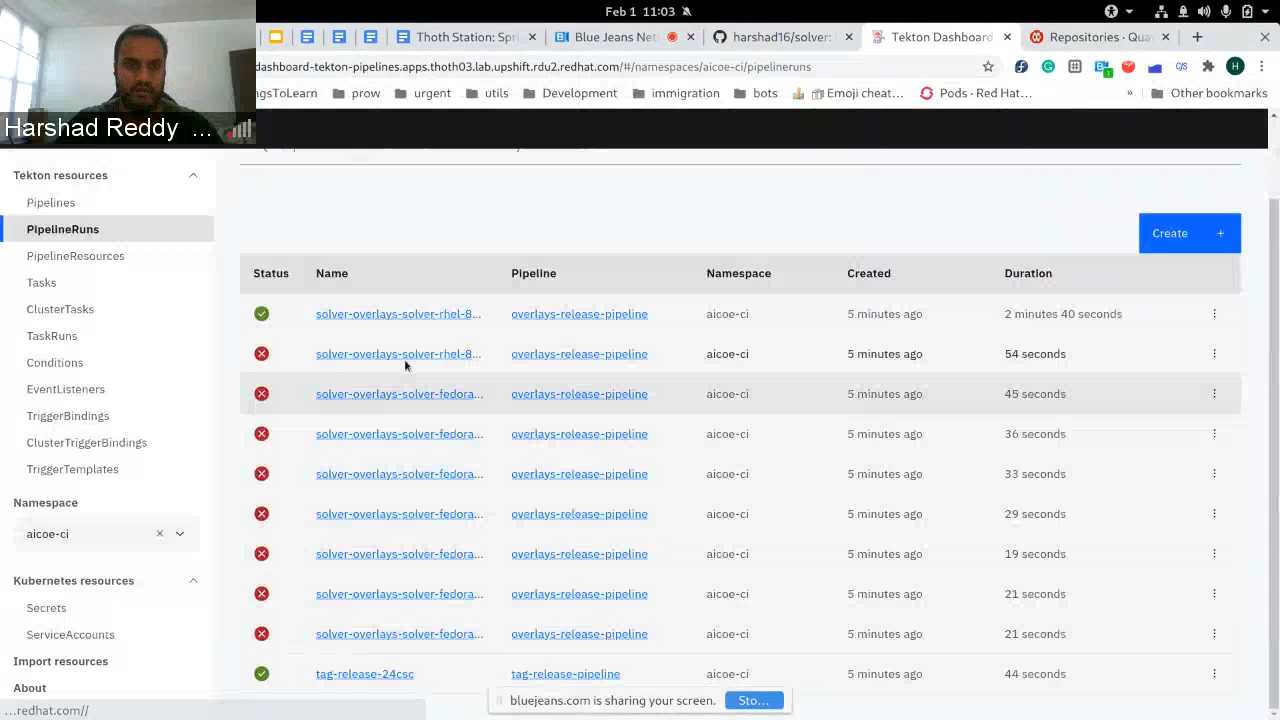 Feb 1 11:03
Thoth Station: Spr
Blue Jeans Net
harshad16/solver:
Tekton Dashboard
Repositories · Qua
dashboard-tekton-pipelines.apps.thoth03.lab.upshift.rdu2.redhat.com/#/namespaces/aicoe-ci/pipelineruns
ngsToLearn prow urgent utils Development immigration bots Emoji cheat... Pods · Red Hat... » Other bookmarks
Harshad Reddy ...
Tekton resources
Pipelines
PipelineRuns
PipelineResources
Tasks
ClusterTasks
TaskRuns
Conditions
EventListeners
TriggerBindings
ClusterTriggerBindings
TriggerTemplates
Namespace
aicoe-ci
Kubernetes resources
Secrets
ServiceAccounts
Import resources
About
...redhat.com//
Create +
Status Name Pipeline Namespace Created Duration
solver-overlays-solver-rhel-8... overlays-release-pipeline aicoe-ci 5 minutes ago 2 minutes 40 seconds
solver-overlays-solver-rhel-8... overlays-release-pipeline aicoe-ci 5 minutes ago 54 seconds
solver-overlays-solver-fedora... overlays-release-pipeline aicoe-ci 5 minutes ago 45 seconds
solver-overlays-solver-fedora... overlays-release-pipeline aicoe-ci 5 minutes ago 36 seconds
solver-overlays-solver-fedora... overlays-release-pipeline aicoe-ci 5 minutes ago 33 seconds
solver-overlays-solver-fedora... overlays-release-pipeline aicoe-ci 5 minutes ago 29 seconds
solver-overlays-solver-fedora... overlays-release-pipeline aicoe-ci 5 minutes ago 19 seconds
solver-overlays-solver-fedora... overlays-release-pipeline aicoe-ci 5 minutes ago 21 seconds
solver-overlays-solver-fedora... overlays-release-pipeline aicoe-ci 5 minutes ago 21 seconds
tag-release-24csc tag-release-pipeline aicoe-ci 5 minutes ago 44 seconds
bluejeans.com is sharing your screen. Sto...